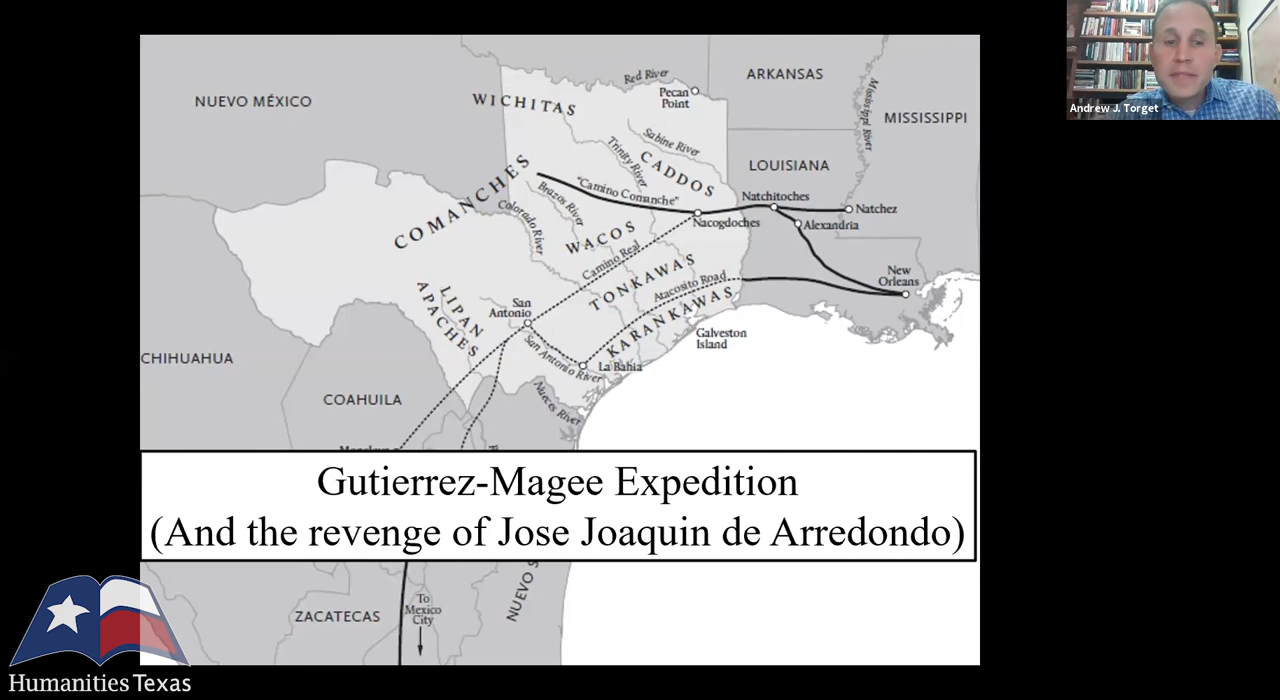 Andrew J. Torget
NUEVO MÉXICO
WICHITAS
Red River
Pecan
Point
ARKANSAS
Mississippi River
MISSISSIPPI
Sabine River
Trinity River
CADDOS
LOUISIANA
COMANCHES
"Camino Comanche"
Natchitoches
Natchez
Brazos River
Colorado River
Nacogdoches
Alexandria
WACOS
Camino Real
TONKAWAS
Atacosito Road
New
Orleans
LIPAN
APACHES
San
Antonio
KARANKAWAS
Galveston
Island
San Antonio River
La Bahia
CHIHUAHUA
COAHUILA
Nueces River
Gutierrez-Magee Expedition
(And the revenge of Jose Joaquin de Arredondo)
ZACATECAS
To
Mexico
City
NUEVO S
Humanities Texas